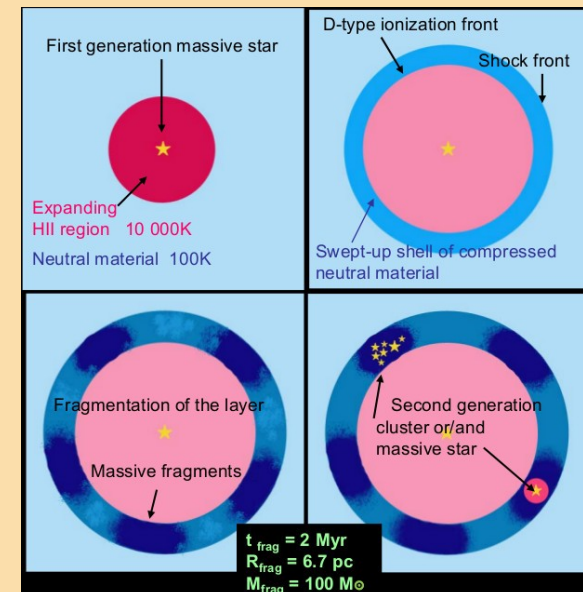 First generation massive star
Expanding
HII region 10 000K
Neutral material 100K
D-type ionization front
Shock front
Swept-up shell of compressed
neutral material
Fragmentation of the layer
Massive fragments
Second generation
cluster or/and
massive star
t frag = 2 Myr
R frag = 6.7 pc
M frag = 100 M⊙